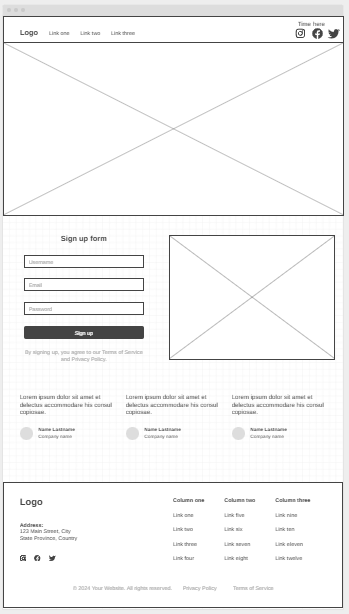 Time here
Logo Link one Link two Link three
Sign up form
Username
Email
Password
Sign up
By signing up, you agree to our Terms of Service
and Privacy Policy.
Lorem ipsum dolor sit amet et
delectus accommodare his consul
copiosae.
Name Lastname
Company name
Lorem ipsum dolor sit amet et
delectus accommodare his consul
copiosae.
Name Lastname
Company name
Lorem ipsum dolor sit amet et
delectus accommodare his consul
copiosae.
Name Lastname
Company name
Logo
Address:
123 Main Street, City
State Province, Country
Column one
Link one
Link two
Link three
Link four
Column two
Link five
Link six
Link seven
Link eight
Column three
Link nine
Link ten
Link eleven
Link twelve
© 2024 Your Website. All rights reserved. Privacy Policy Terms of Service